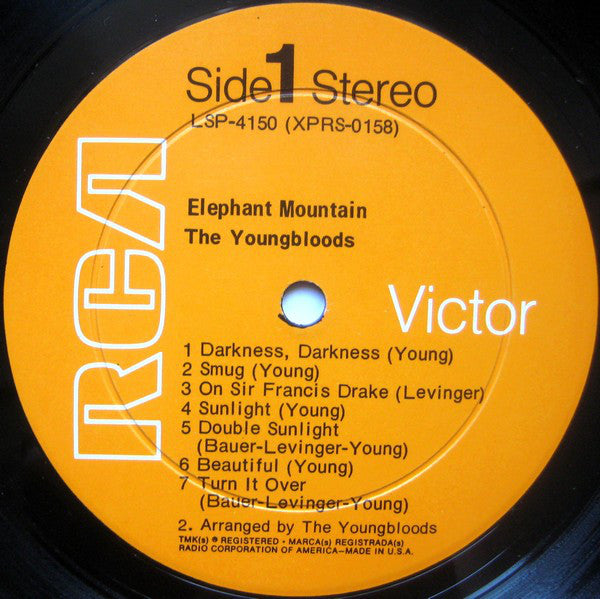 Side 1 Stereo
LSP-4150 (XPRS-0158)
Elephant Mountain
The Youngbloods
RCA
Victor
1 Darkness, Darkness (Young)
2 Smug (Young)
3 On Sir Francis Drake (Levinger)
4 Sunlight (Young)
5 Double Sunlight
(Bauer-Levinger-Young)
6 Beautiful (Young)
7 Turn It Over
(Bauer-Levinger-Young)
2. Arranged by The Youngbloods
TMK(s) ® REGISTERED • MARCA(s) REGISTRADA(s)
RADIO CORPORATION OF AMERICA—MADE IN U.S.A.